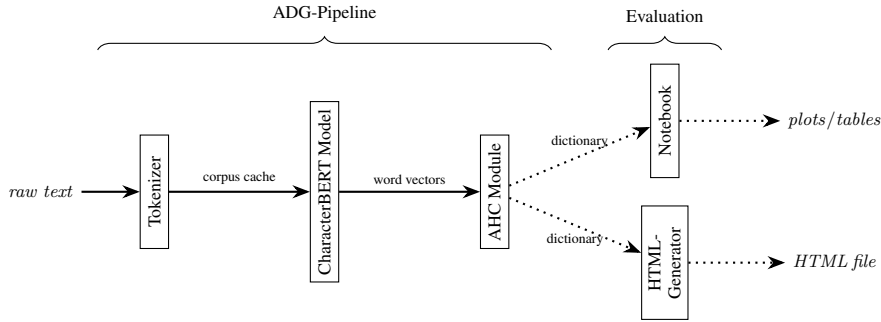 ADG-Pipeline
Evaluation
raw text
Tokenizer
corpus cache
CharacterBERT Model
word vectors
AHC Module
dictionary
Notebook
plots/tables
dictionary
HTML-
Generator
HTML file